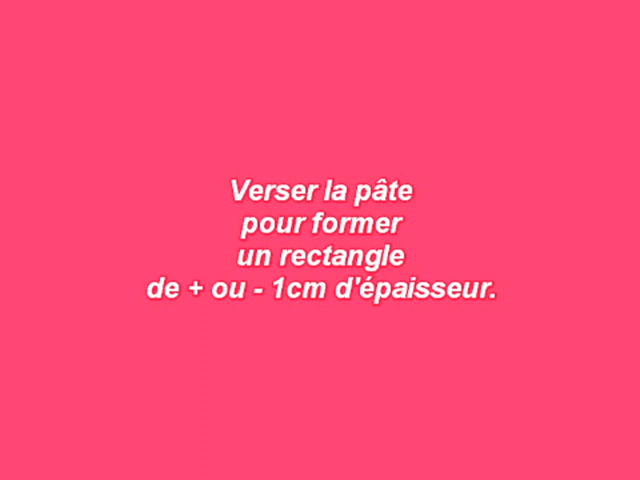 Verser la pâte
pour former
un rectangle
de + ou - 1cm d'épaisseur.